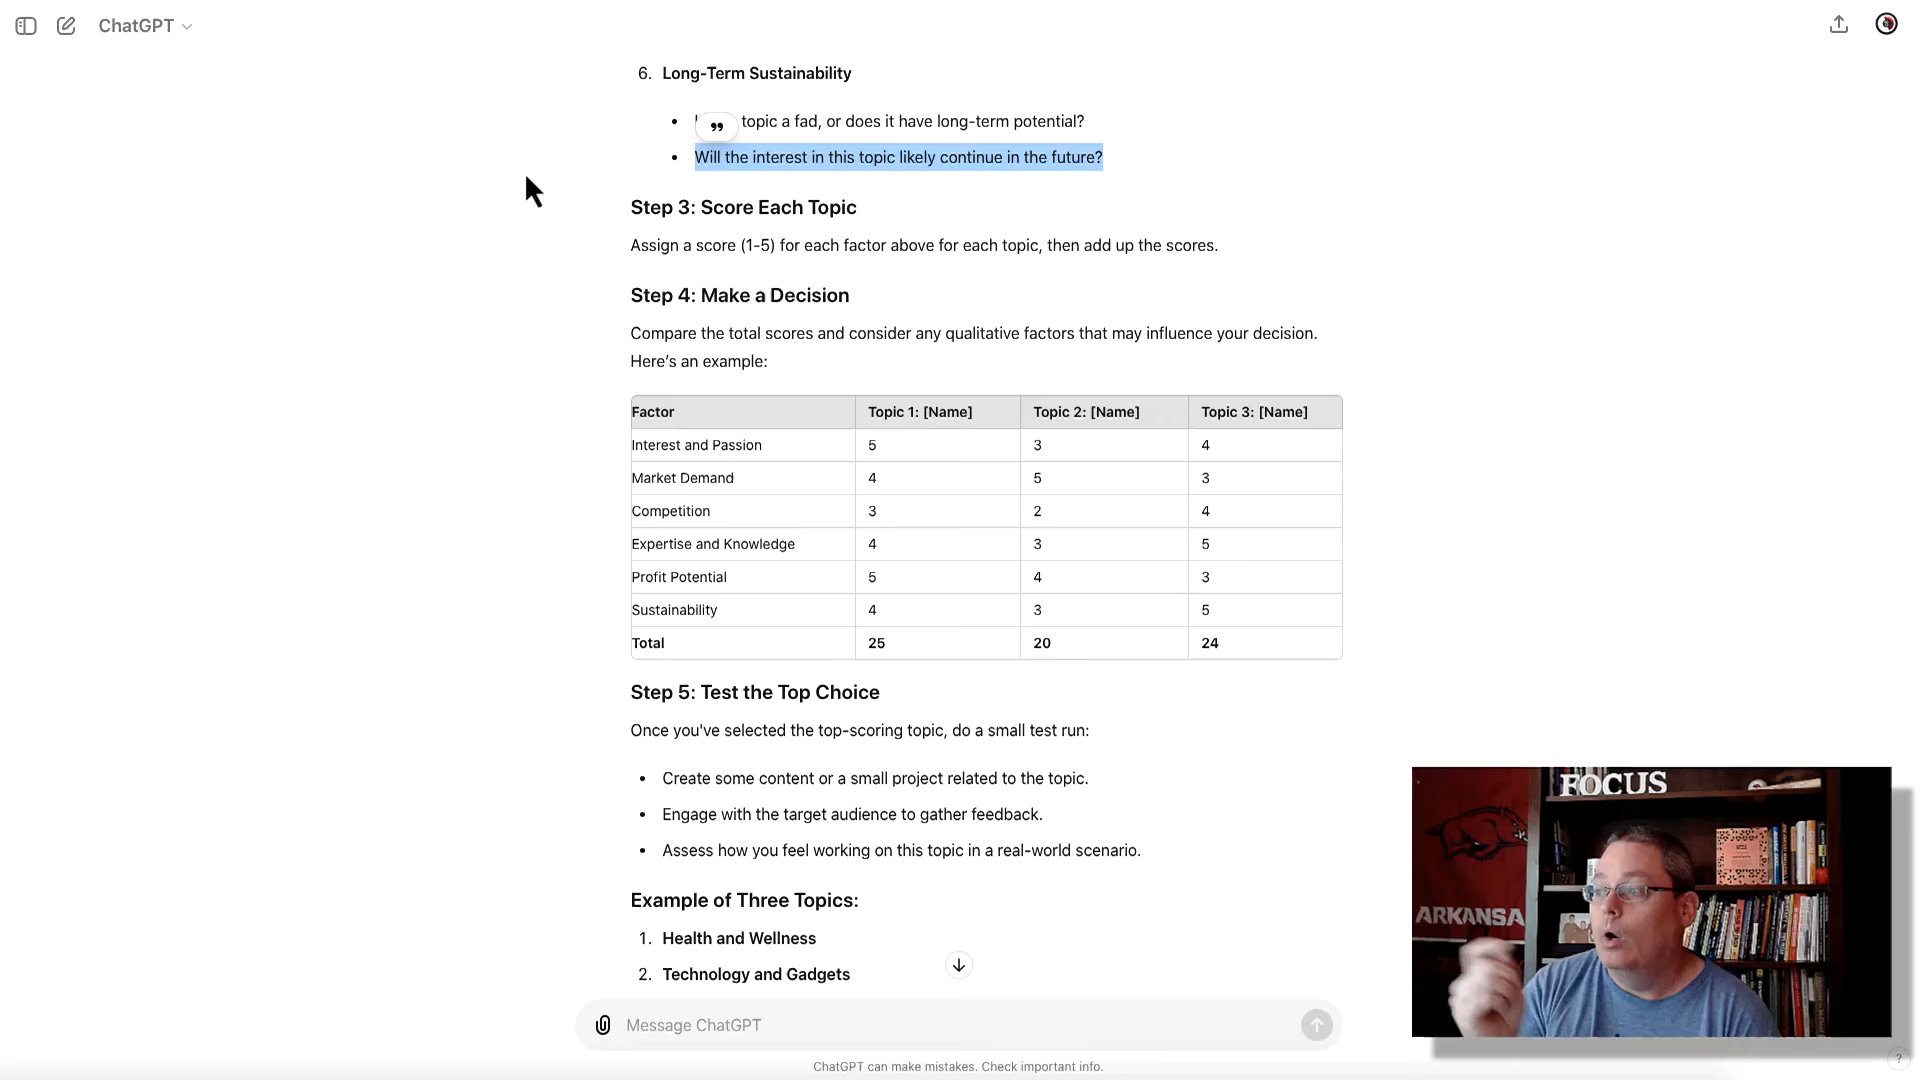 ChatGPT
6. Long-Term Sustainability
topic a fad, or does it have long-term potential?
Will the interest in this topic likely continue in the future?
Step 3: Score Each Topic
Assign a score (1-5) for each factor above for each topic, then add up the scores.
Step 4: Make a Decision
Compare the total scores and consider any qualitative factors that may influence your decision.
Here's an example:
Factor Topic 1: [Name] Topic 2: [Name] Topic 3: [Name]
Interest and Passion 5 3 4
Market Demand 4 5 3
Competition 3 2 4
Expertise and Knowledge 4 3 5
Profit Potential 5 4 3
Sustainability 4 3 5
Total 25 20 24
Step 5: Test the Top Choice
Once you've selected the top-scoring topic, do a small test run:
Create some content or a small project related to the topic.
Engage with the target audience to gather feedback.
Assess how you feel working on this topic in a real-world scenario.
Example of Three Topics:
1. Health and Wellness
2. Technology and Gadgets
Message ChatGPT
ChatGPT can make mistakes. Check important info.
?
FOCUS
ARKANSA